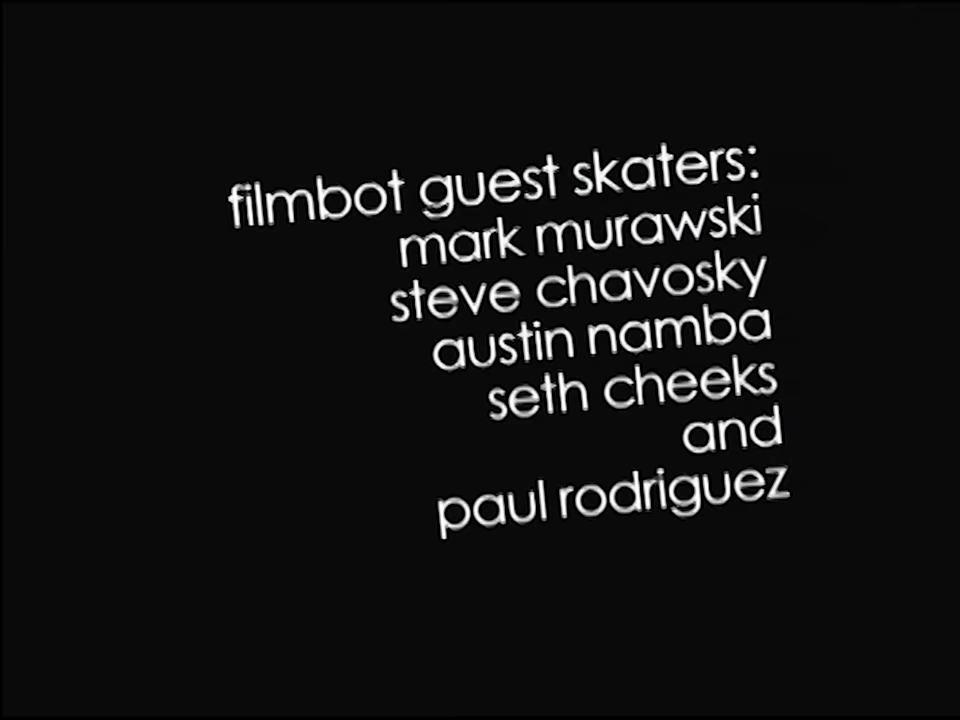 filmbot guest skaters:
mark murawski
steve chavosky
austin namba
seth cheeks
and
paul rodriguez